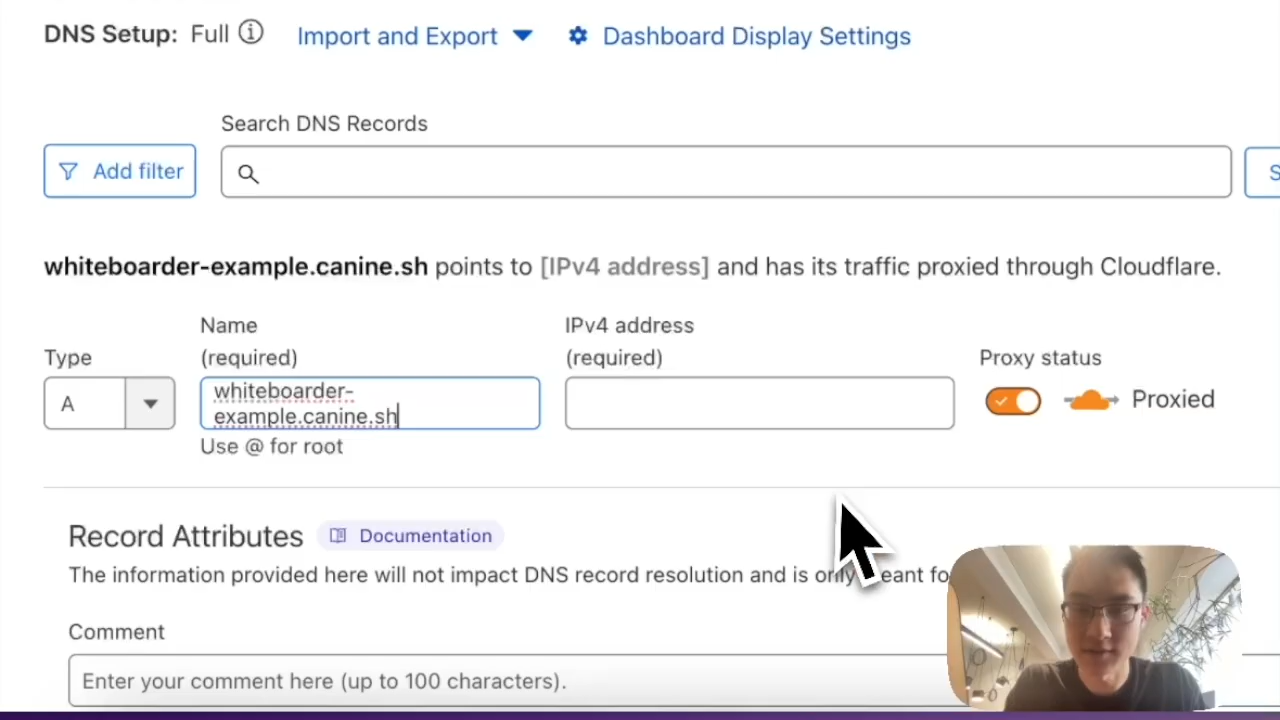 DNS Setup: Full Import and Export Dashboard Display Settings
Search DNS Records
Add filter
whiteboarder-example.canine.sh points to [IPv4 address] and has its traffic proxied through Cloudflare.
Name IPv4 address
Type (required) (required) Proxy status
A whiteboarder-
example.canine.sh Proxied
Use @ for root
Record Attributes Documentation
The information provided here will not impact DNS record resolution and is only meant fo
Comment
Enter your comment here (up to 100 characters).